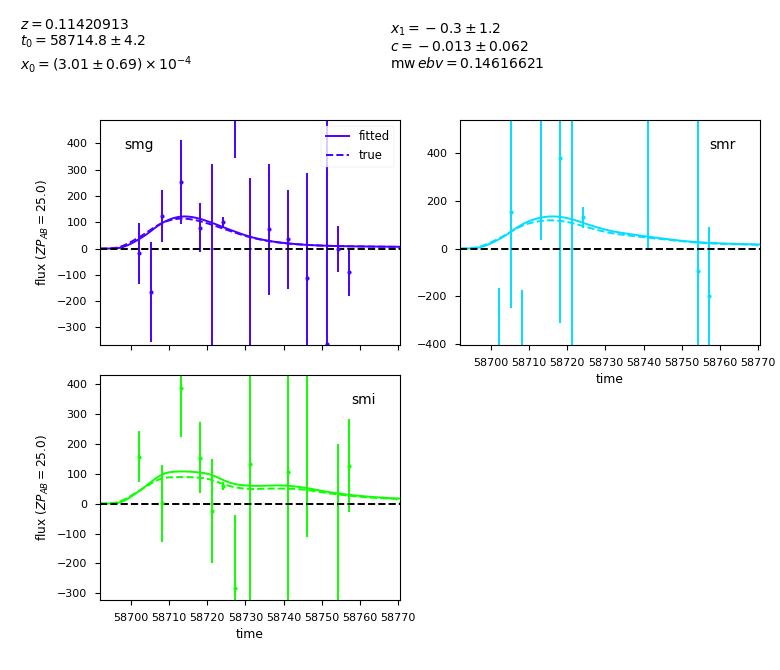 z = 0.11420913
t₀ = 58714.8 ± 4.2
x₀ = (3.01 ± 0.69) × 10⁻⁴
x₁ = −0.3 ± 1.2
c = −0.013 ± 0.062
mw ebv = 0.14616621
smg
fitted
true
400
300
200
100
0
−100
−200
−300
flux (ZP_AB = 25.0)
smr
400
200
0
−200
−400
58700 58710 58720 58730 58740 58750 58760 58770
time
smi
400
300
200
100
0
−100
−200
−300
flux (ZP_AB = 25.0)
58700 58710 58720 58730 58740 58750 58760 58770
time